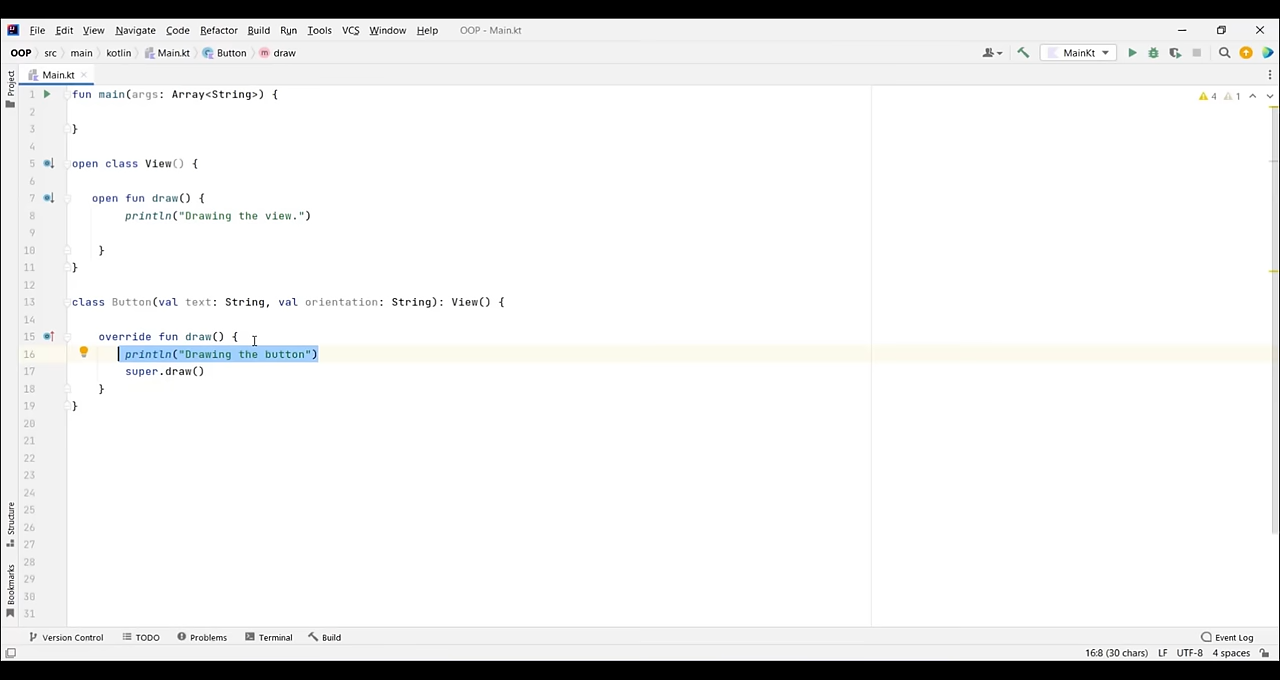 File Edit View Navigate Code Refactor Build Run Tools VCS Window Help OOP - Main.kt
OOP src main kotlin Main.kt Button draw MainKt
Main.kt
1 fun main(args: Array<String>) {
2
3 }
4
5 open class View() {
6
7 open fun draw() {
8 println("Drawing the view.")
9
10 }
11 }
12
13 class Button(val text: String, val orientation: String): View() {
14
15 override fun draw() {
16 println("Drawing the button")
17 super.draw()
18 }
19 }
20
21
22
23
24
25
26
27
28
29
30
31
4 1
Project
Structure
Bookmarks
Version Control TODO Problems Terminal Build Event Log
16:8 (30 chars) LF UTF-8 4 spaces